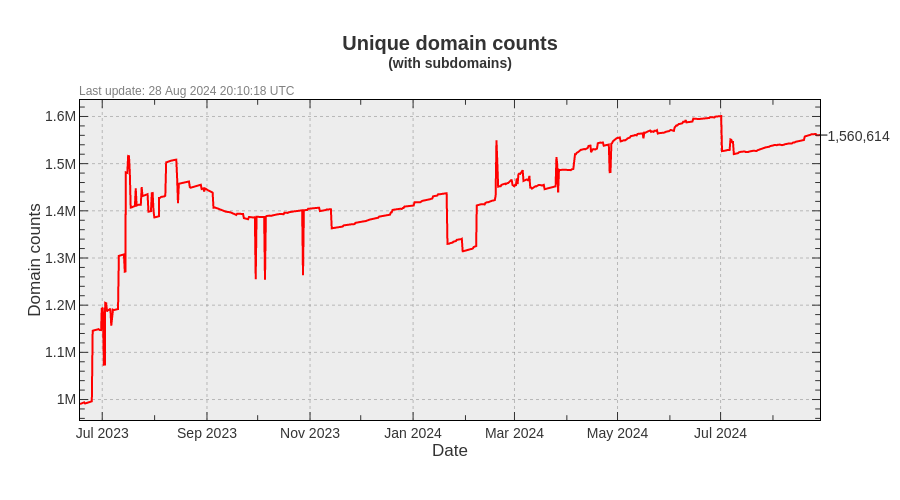 Unique domain counts
(with subdomains)
Last update: 28 Aug 2024 20:10:18 UTC
1.6M
1,560,614
1.5M
1.4M
1.3M
1.2M
1.1M
1M
Domain counts
Jul 2023 Sep 2023 Nov 2023 Jan 2024 Mar 2024 May 2024 Jul 2024
Date